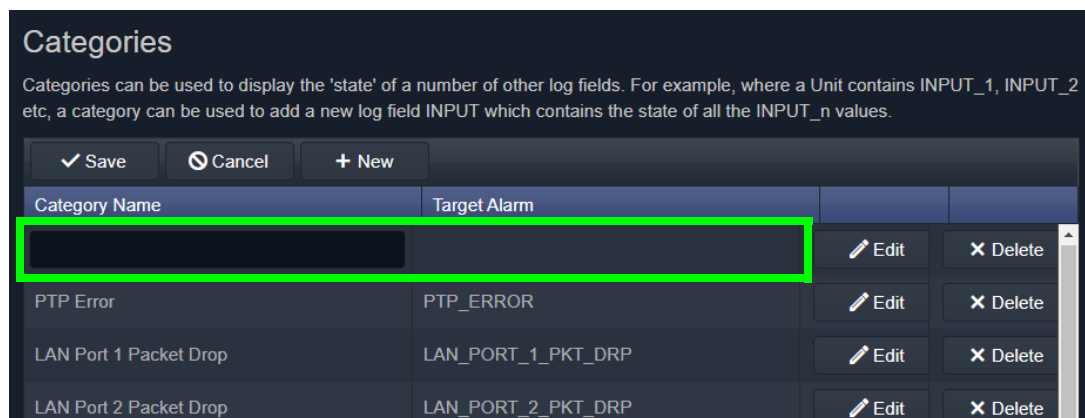 Categories
Categories can be used to display the 'state' of a number of other log fields. For example, where a Unit contains INPUT_1, INPUT_2
etc, a category can be used to add a new log field INPUT which contains the state of all the INPUT_n values.
Save Cancel New
Category Name Target Alarm
Edit Delete
PTP Error PTP_ERROR Edit Delete
LAN Port 1 Packet Drop LAN_PORT_1_PKT_DRP Edit Delete
LAN Port 2 Packet Drop LAN_PORT_2_PKT_DRP Edit Delete